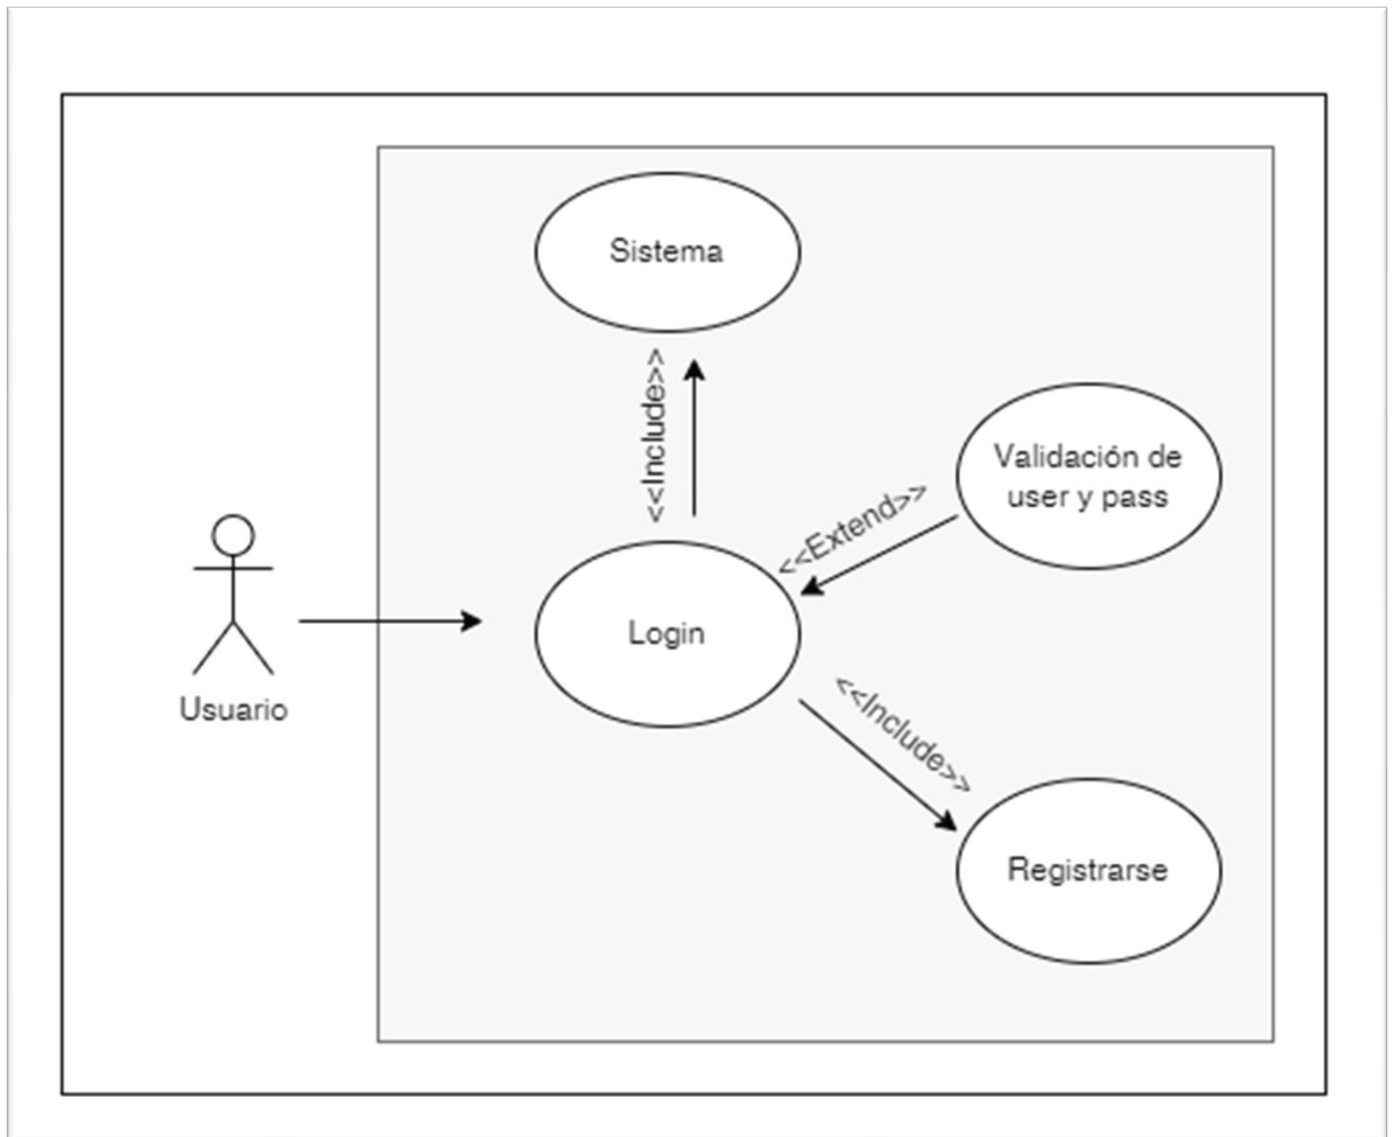 Sistema
<<Include>>
Validación de
user y pass
<<Extend>>
Login
Usuario
<<Include>>
Registrarse